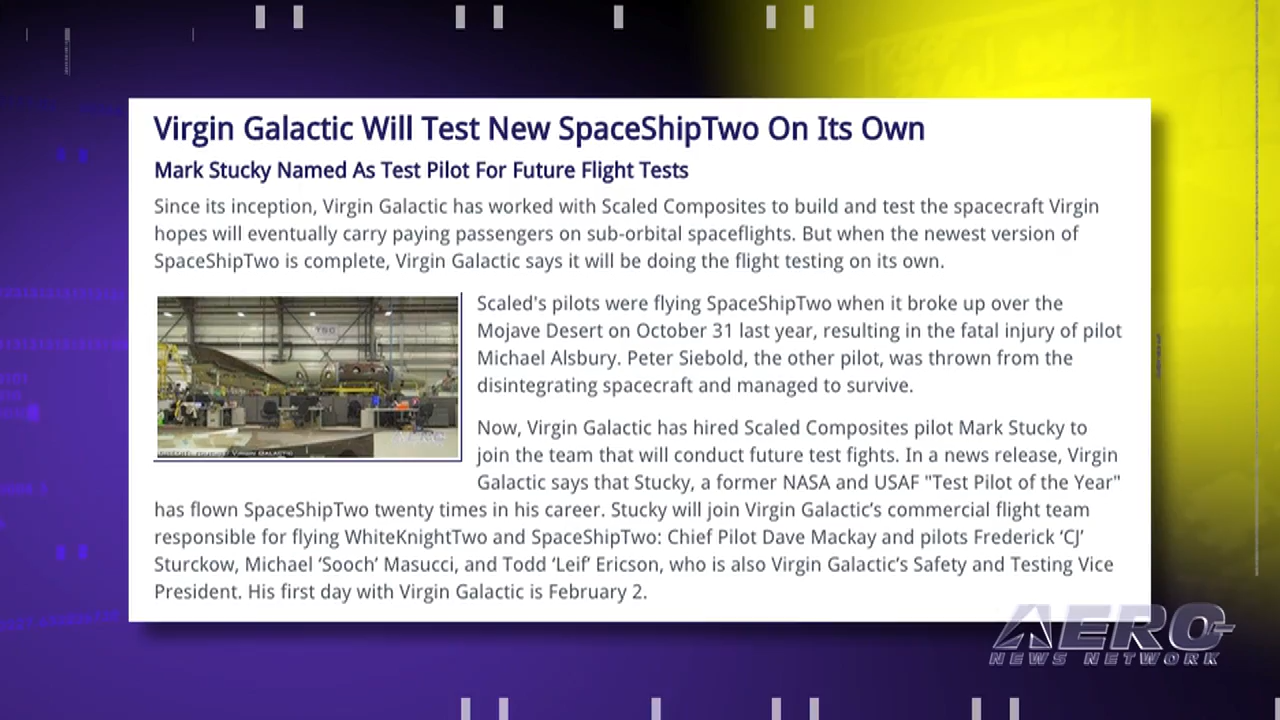 Virgin Galactic Will Test New SpaceShipTwo On Its Own
Mark Stucky Named As Test Pilot For Future Flight Tests
Since its inception, Virgin Galactic has worked with Scaled Composites to build and test the spacecraft Virgin
hopes will eventually carry paying passengers on sub-orbital spaceflights. But when the newest version of
SpaceShipTwo is complete, Virgin Galactic says it will be doing the flight testing on its own.
Scaled's pilots were flying SpaceShipTwo when it broke up over the
Mojave Desert on October 31 last year, resulting in the fatal injury of pilot
Michael Alsbury. Peter Siebold, the other pilot, was thrown from the
disintegrating spacecraft and managed to survive.
Now, Virgin Galactic has hired Scaled Composites pilot Mark Stucky to
join the team that will conduct future test fights. In a news release, Virgin
Galactic says that Stucky, a former NASA and USAF "Test Pilot of the Year"
has flown SpaceShipTwo twenty times in his career. Stucky will join Virgin Galactic’s commercial flight team
responsible for flying WhiteKnightTwo and SpaceShipTwo: Chief Pilot Dave Mackay and pilots Frederick ‘CJ’
Sturckow, Michael ‘Sooch’ Masucci, and Todd ‘Leif’ Ericson, who is also Virgin Galactic’s Safety and Testing Vice
President. His first day with Virgin Galactic is February 2.
AERO-
NEWS NETWORK